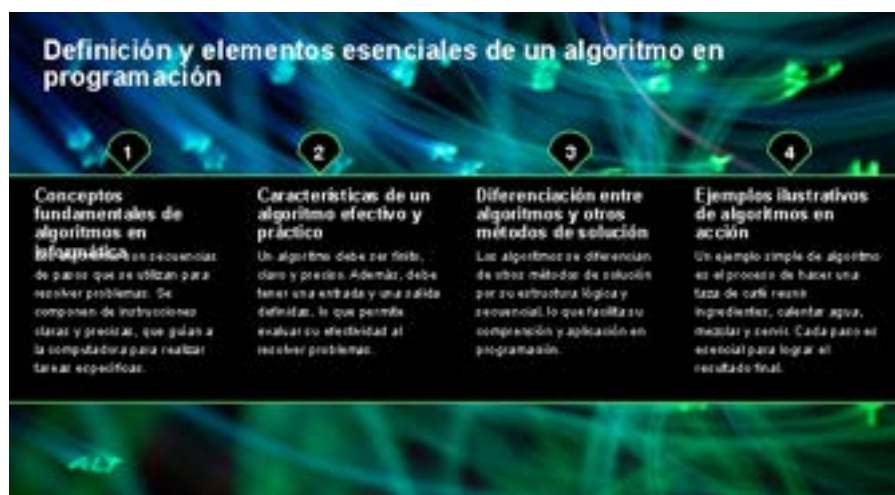 Definición y elementos esenciales de un algoritmo en
programación
1
2
3
4
Conceptos
fundamentales de
algoritmos en
informática
son secuencias
de pasos que se utilizan para
resolver problemas. Se
componen de instrucciones
claras y precisas, que guían a
la computadora para realizar
tareas específicas.
Características de un
algoritmo efectivo y
práctico
Un algoritmo debe ser finito,
claro y preciso. Además, debe
tener una entrada y una salida
definidas, lo que permite
evaluar su efectividad al
resolver problemas.
Diferenciación entre
algoritmos y otros
métodos de solución
Los algoritmos se diferencian
de otros métodos de solución
por su estructura lógica y
secuencial, lo que facilita su
comprensión y aplicación en
programación.
Ejemplos ilustrativos
de algoritmos en
acción
Un ejemplo simple de algoritmo
es el proceso de hacer una
taza de café: reunir
ingredientes, calentar agua,
mezclar y servir. Cada paso es
esencial para lograr el
resultado final.
ALT